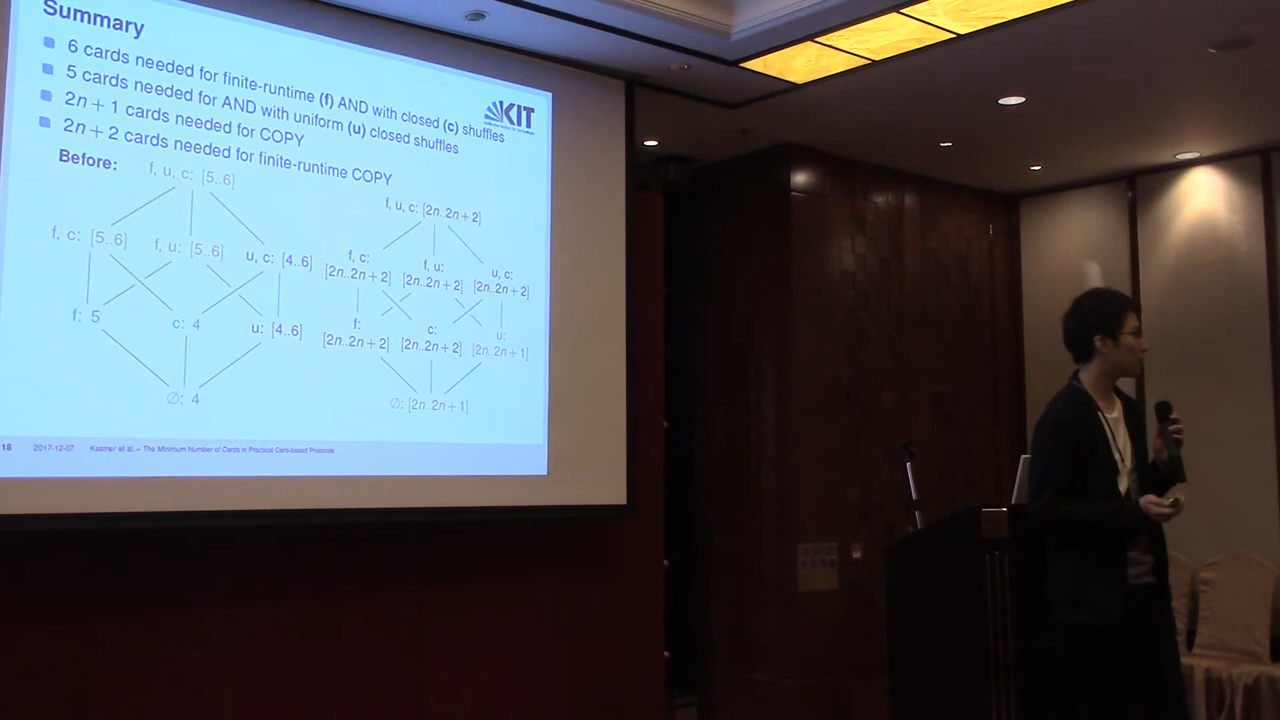 Summary
6 cards needed for finite-runtime (f) AND with closed (c) shuffles
5 cards needed for AND with uniform (u) closed shuffles
2n + 1 cards needed for COPY
2n + 2 cards needed for finite-runtime COPY
KIT
Before:
f, u, c: [5..6]
f, c: [5..6]
f, u: [5..6]
u, c: [4..6]
f: 5
c: 4
u: [4..6]
∅: 4
f, u, c: [2n..2n + 2]
f, c:
[2n..2n + 2]
f, u:
[2n..2n + 2]
u, c:
[2n..2n + 2]
f:
[2n..2n + 2]
c:
[2n..2n + 2]
u:
[2n..2n + 1]
∅: [2n..2n + 1]
18 2017-12-07 Kastner et al. – The Minimum Number of Cards in Practical Card-based Protocols